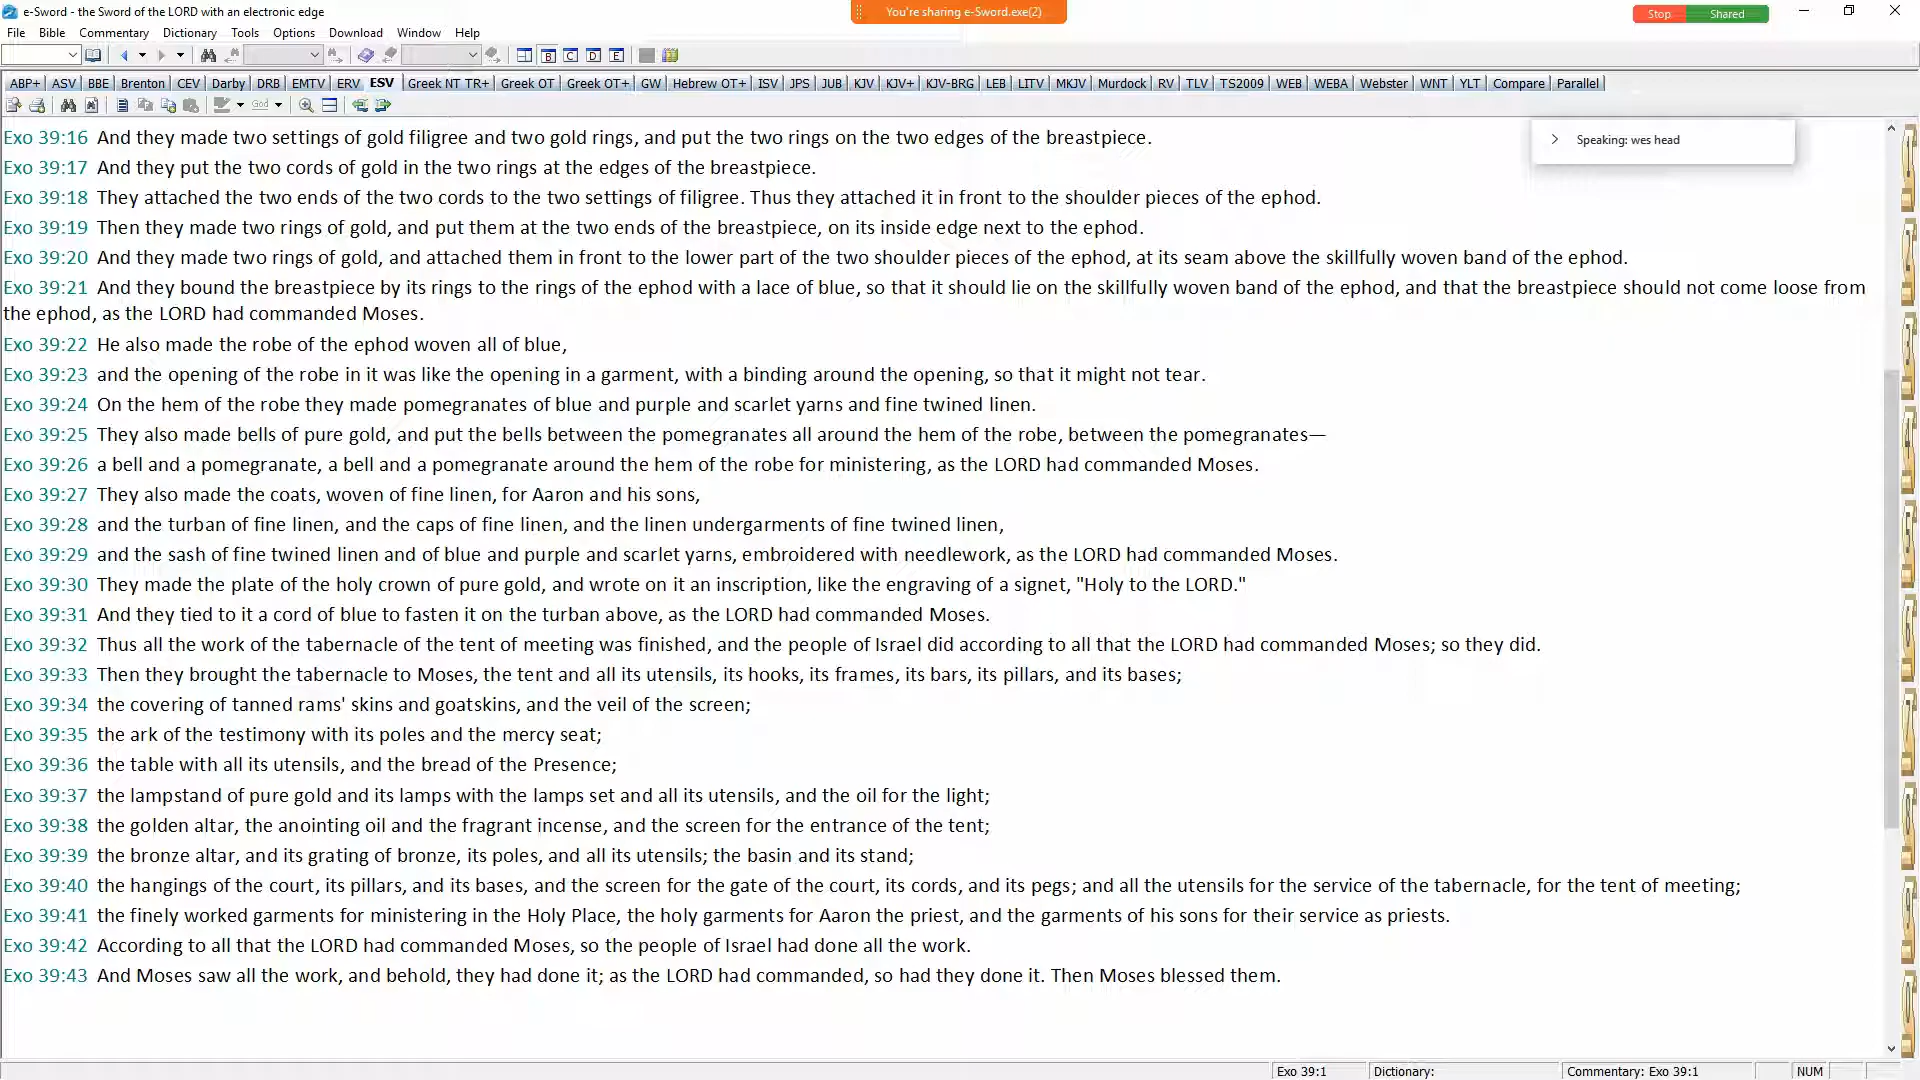 e-Sword - the Sword of the LORD with an electronic edge
You're sharing e-Sword.exe(2)
Stop Shared
File Bible Commentary Dictionary Tools Options Download Window Help
B C D E
ABP+ ASV BBE Brenton CEV Darby DRB EMTV ERV ESV Greek NT TR+ Greek OT Greek OT+ GW Hebrew OT+ ISV JPS JUB KJV KJV+ KJV-BRG LEB LITV MKJV Murdock RV TLV TS2009 WEB WEBA Webster WNT YLT Compare Parallel
God
Speaking: wes head
Exo 39:16 And they made two settings of gold filigree and two gold rings, and put the two rings on the two edges of the breastpiece.
Exo 39:17 And they put the two cords of gold in the two rings at the edges of the breastpiece.
Exo 39:18 They attached the two ends of the two cords to the two settings of filigree. Thus they attached it in front to the shoulder pieces of the ephod.
Exo 39:19 Then they made two rings of gold, and put them at the two ends of the breastpiece, on its inside edge next to the ephod.
Exo 39:20 And they made two rings of gold, and attached them in front to the lower part of the two shoulder pieces of the ephod, at its seam above the skillfully woven band of the ephod.
Exo 39:21 And they bound the breastpiece by its rings to the rings of the ephod with a lace of blue, so that it should lie on the skillfully woven band of the ephod, and that the breastpiece should not come loose from
the ephod, as the LORD had commanded Moses.
Exo 39:22 He also made the robe of the ephod woven all of blue,
Exo 39:23 and the opening of the robe in it was like the opening in a garment, with a binding around the opening, so that it might not tear.
Exo 39:24 On the hem of the robe they made pomegranates of blue and purple and scarlet yarns and fine twined linen.
Exo 39:25 They also made bells of pure gold, and put the bells between the pomegranates all around the hem of the robe, between the pomegranates—
Exo 39:26 a bell and a pomegranate, a bell and a pomegranate around the hem of the robe for ministering, as the LORD had commanded Moses.
Exo 39:27 They also made the coats, woven of fine linen, for Aaron and his sons,
Exo 39:28 and the turban of fine linen, and the caps of fine linen, and the linen undergarments of fine twined linen,
Exo 39:29 and the sash of fine twined linen and of blue and purple and scarlet yarns, embroidered with needlework, as the LORD had commanded Moses.
Exo 39:30 They made the plate of the holy crown of pure gold, and wrote on it an inscription, like the engraving of a signet, "Holy to the LORD."
Exo 39:31 And they tied to it a cord of blue to fasten it on the turban above, as the LORD had commanded Moses.
Exo 39:32 Thus all the work of the tabernacle of the tent of meeting was finished, and the people of Israel did according to all that the LORD had commanded Moses; so they did.
Exo 39:33 Then they brought the tabernacle to Moses, the tent and all its utensils, its hooks, its frames, its bars, its pillars, and its bases;
Exo 39:34 the covering of tanned rams' skins and goatskins, and the veil of the screen;
Exo 39:35 the ark of the testimony with its poles and the mercy seat;
Exo 39:36 the table with all its utensils, and the bread of the Presence;
Exo 39:37 the lampstand of pure gold and its lamps with the lamps set and all its utensils, and the oil for the light;
Exo 39:38 the golden altar, the anointing oil and the fragrant incense, and the screen for the entrance of the tent;
Exo 39:39 the bronze altar, and its grating of bronze, its poles, and all its utensils; the basin and its stand;
Exo 39:40 the hangings of the court, its pillars, and its bases, and the screen for the gate of the court, its cords, and its pegs; and all the utensils for the service of the tabernacle, for the tent of meeting;
Exo 39:41 the finely worked garments for ministering in the Holy Place, the holy garments for Aaron the priest, and the garments of his sons for their service as priests.
Exo 39:42 According to all that the LORD had commanded Moses, so the people of Israel had done all the work.
Exo 39:43 And Moses saw all the work, and behold, they had done it; as the LORD had commanded, so had they done it. Then Moses blessed them.
Exo 39:1 Dictionary: Commentary: Exo 39:1 NUM